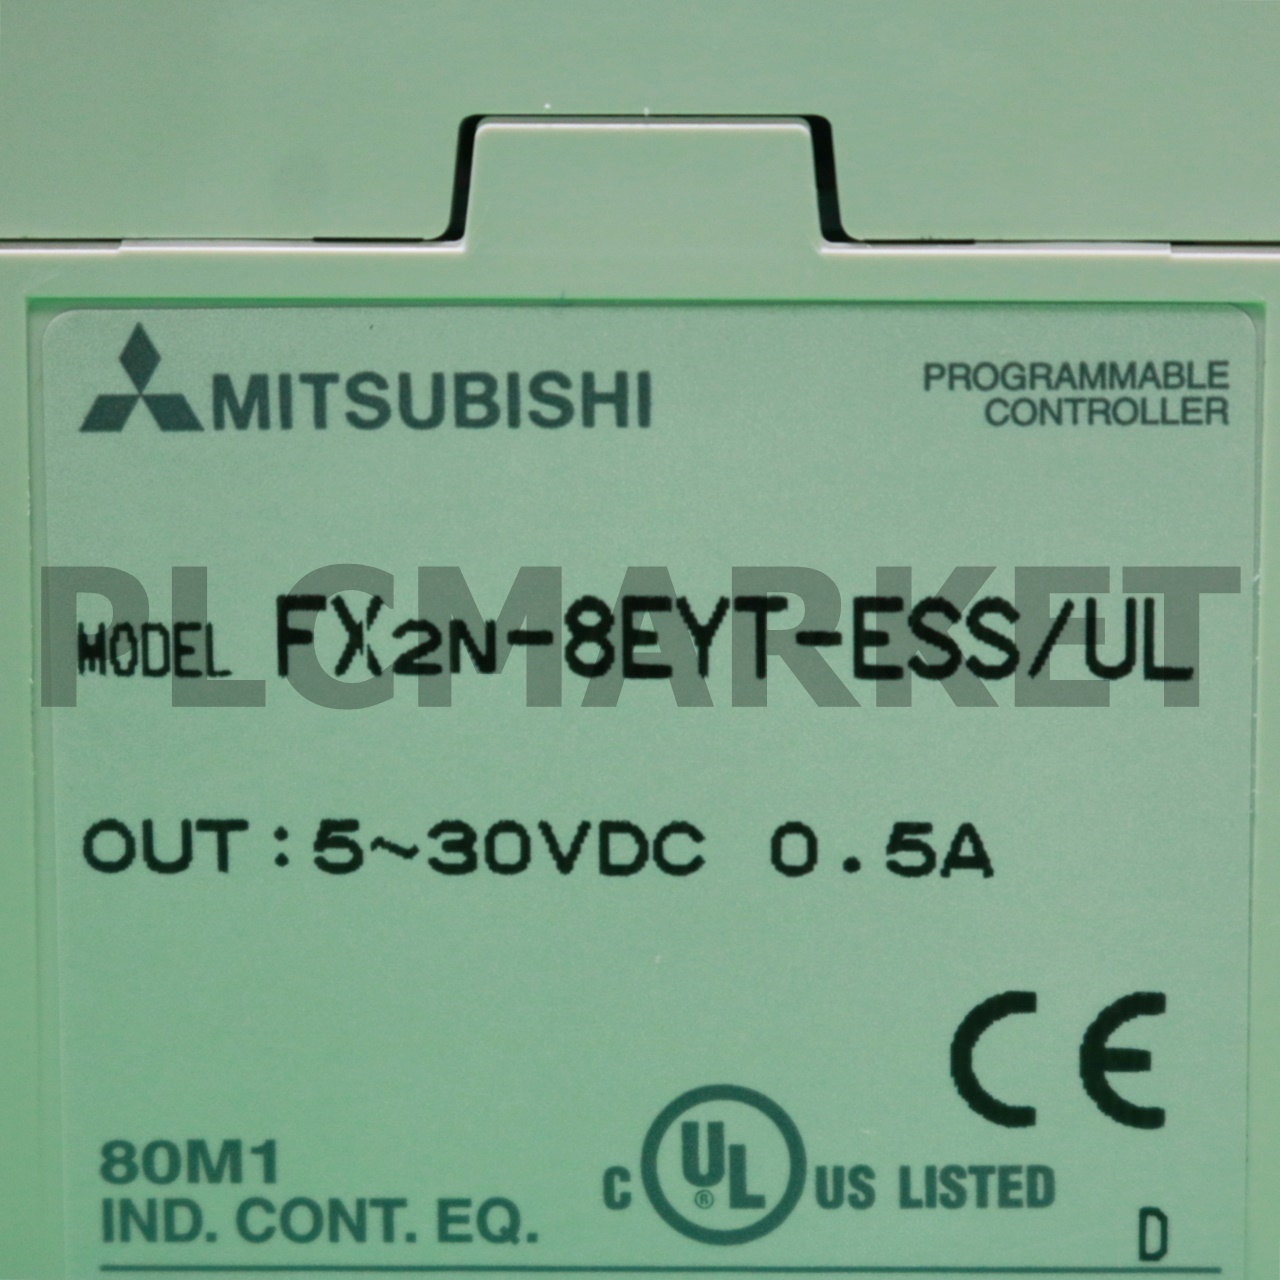 MITSUBISHI
PROGRAMMABLE
CONTROLLER
PLCMARKET
MODEL FX2N-8EYT-ESS/UL
OUT:5~30VDC 0.5A
CE
80M1
IND. CONT. EQ.
C UL ® US LISTED
D